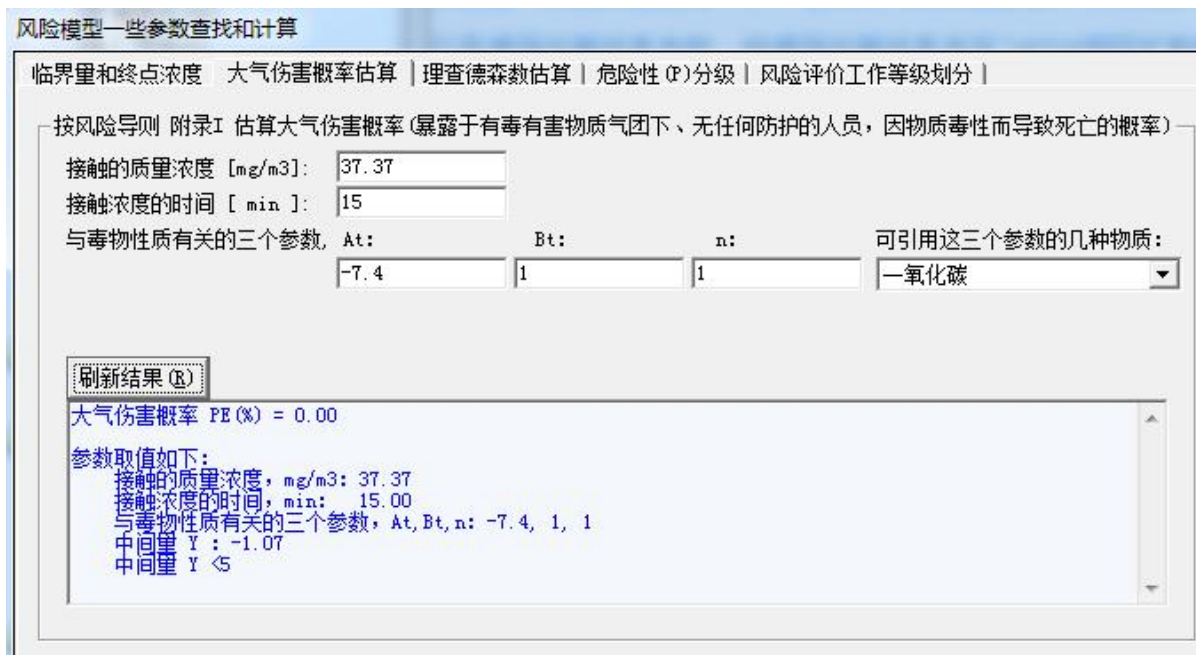 风险模型一些参数查找和计算
临界量和终点浓度 大气伤害概率估算 理查德森数估算 危险性(P)分级 风险评价工作等级划分
按风险导则 附录I 估算大气伤害概率(暴露于有毒有害物质气团下、无任何防护的人员,因物质毒性而导致死亡的概率)
接触的质量浓度 [mg/m3]: 37.37
接触浓度的时间 [ min ]: 15
与毒物性质有关的三个参数, At: Bt: n: 可引用这三个参数的几种物质:
-7.4 1 1 一氧化碳
刷新结果(R)
大气伤害概率 PE(%) = 0.00
参数取值如下:
接触的质量浓度,mg/m3: 37.37
接触浓度的时间,min: 15.00
与毒物性质有关的三个参数,At,Bt,n: -7.4, 1, 1
中间量 Y : -1.07
中间量 Y <5